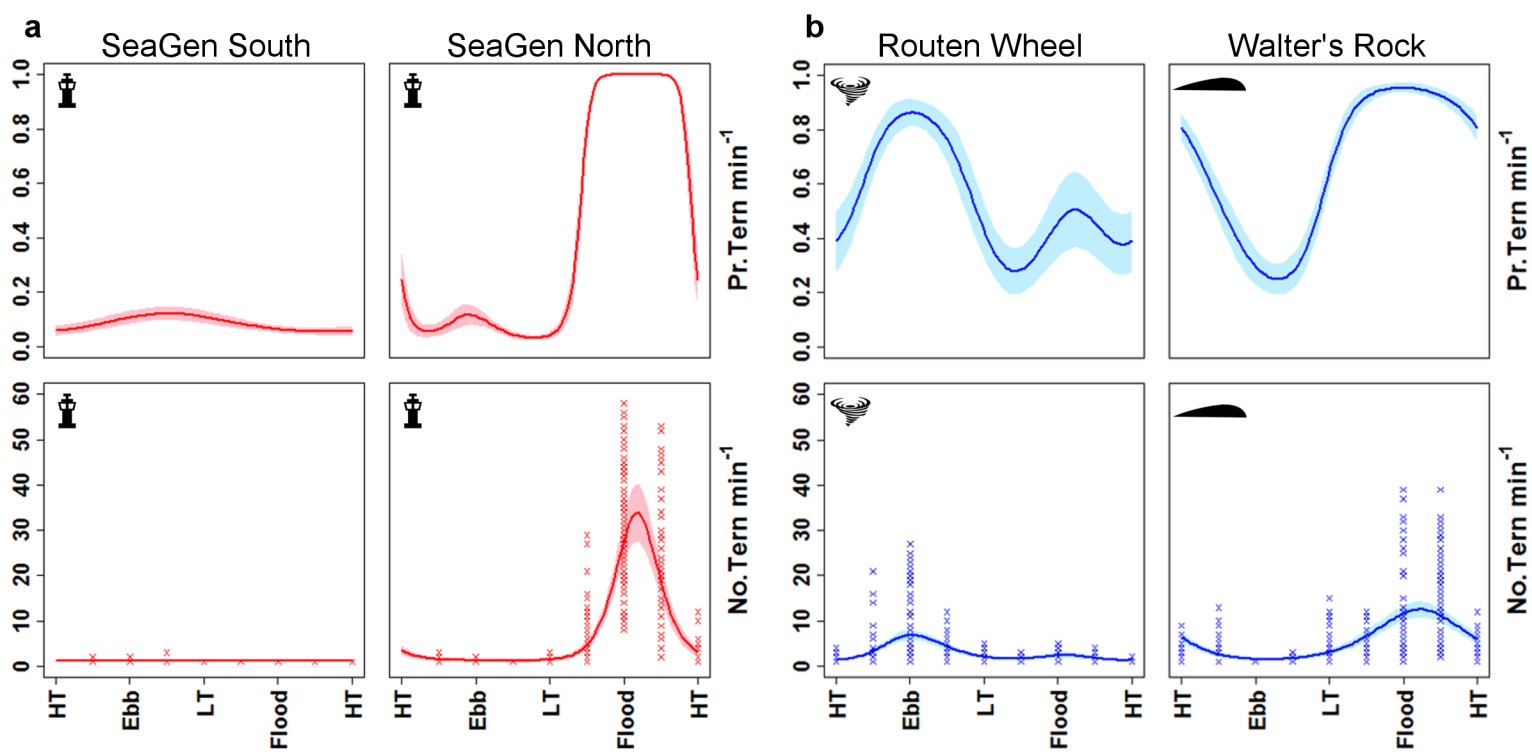 a
b
SeaGen South
SeaGen North
Routen Wheel
Walter's Rock
0.0 0.2 0.4 0.6 0.8 1.0
Pr.Tern min-1
0.0 0.2 0.4 0.6 0.8 1.0
Pr.Tern min-1
0 10 20 30 40 50 60
No.Tern min-1
0 10 20 30 40 50 60
No.Tern min-1
HT Ebb LT Flood HT
HT Ebb LT Flood HT
HT Ebb LT Flood HT
HT Ebb LT Flood HT